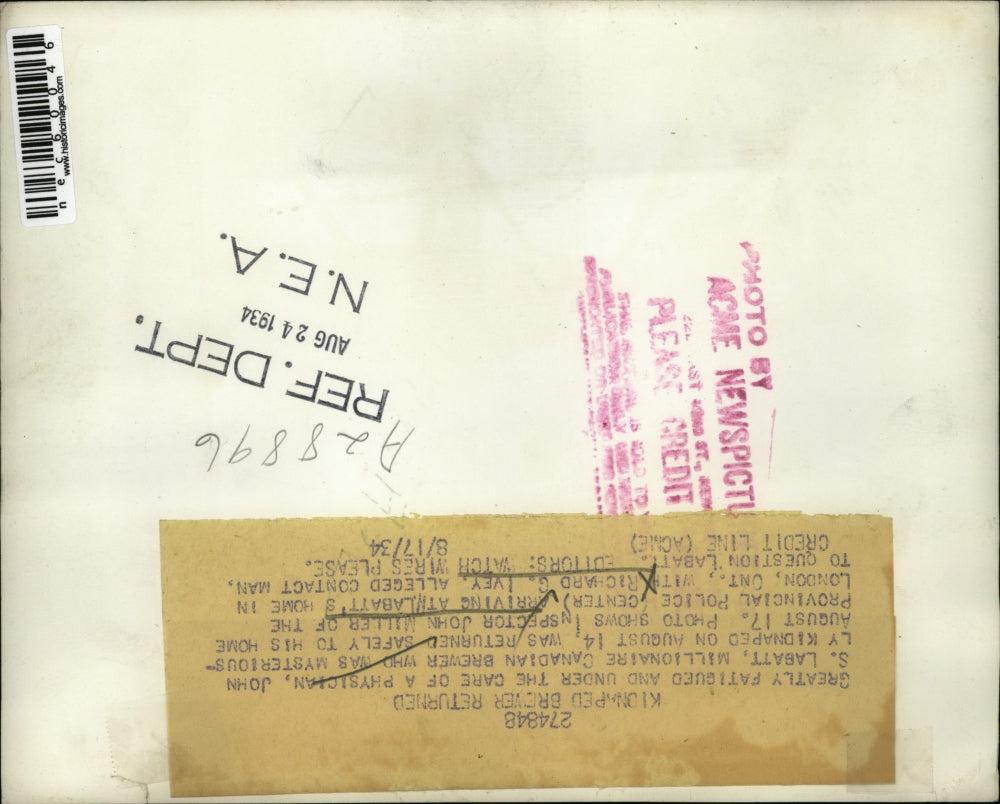 necc60046
www.historicimages.com
N.E.A.
AUG 24 1934
REF. DEPT.
A28896
PHOTO BY
ACME NEWSPICTU
PLEASE CREDIT
274848
KIDNAPED BREWER RETURNED
GREATLY FATIGUED AND UNDER THE CARE OF A PHYSICIAN, JOHN
S. LABATT, MILLIONAIRE CANADIAN BREWER WHO WAS MYSTERIOUS-
LY KIDNAPED ON AUGUST 14, WAS RETURNED SAFELY TO HIS HOME
AUGUST 17. PHOTO SHOWS INSPECTOR JOHN MILLER OF THE
PROVINCIAL POLICE (CENTER) ARRIVING AT LABATT'S HOME IN
LONDON, ONT., WITH RICHARD G. IVEY, ALLEGED CONTACT MAN,
TO QUESTION LABATT. EDITORS: WATCH WIRES PLEASE.
CREDIT LINE (ACME) 8/17/34